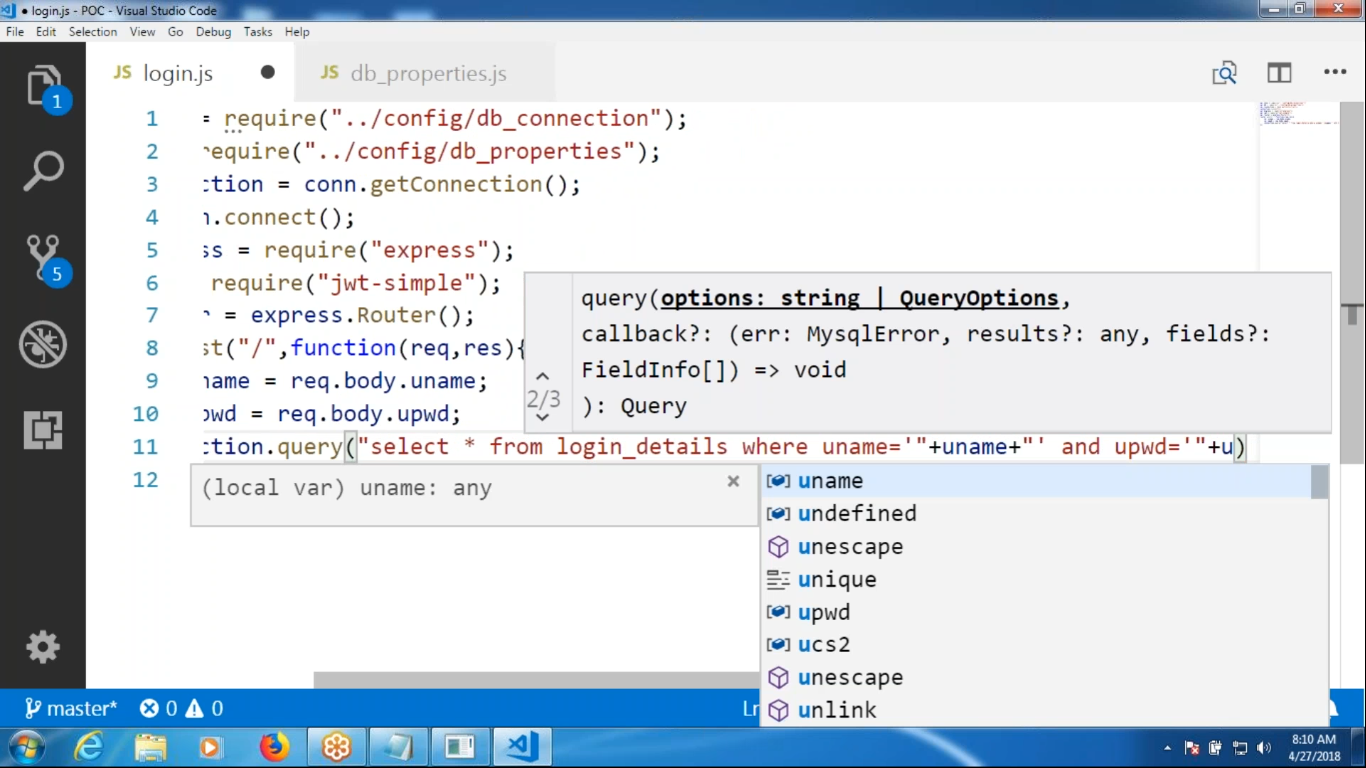 ● login.js - POC - Visual Studio Code
File Edit Selection View Go Debug Tasks Help
JS login.js ● JS db_properties.js
1 = require("../config/db_connection");
2 require("../config/db_properties");
3 ction = conn.getConnection();
4 n.connect();
5 ss = require("express");
6 require("jwt-simple");
7 r = express.Router();
8 st("/",function(req,res){
9 name = req.body.uname;
10 pwd = req.body.upwd;
11 ction.query("select * from login_details where uname='"+uname+"' and upwd='"+u)
12
query(options: string | QueryOptions,
callback?: (err: MysqlError, results?: any, fields?:
FieldInfo[]) => void
): Query
2/3
(local var) uname: any ×
uname
undefined
unescape
unique
upwd
ucs2
unescape
unlink
1
5
master* 0 0 Ln
8:10 AM
4/27/2018